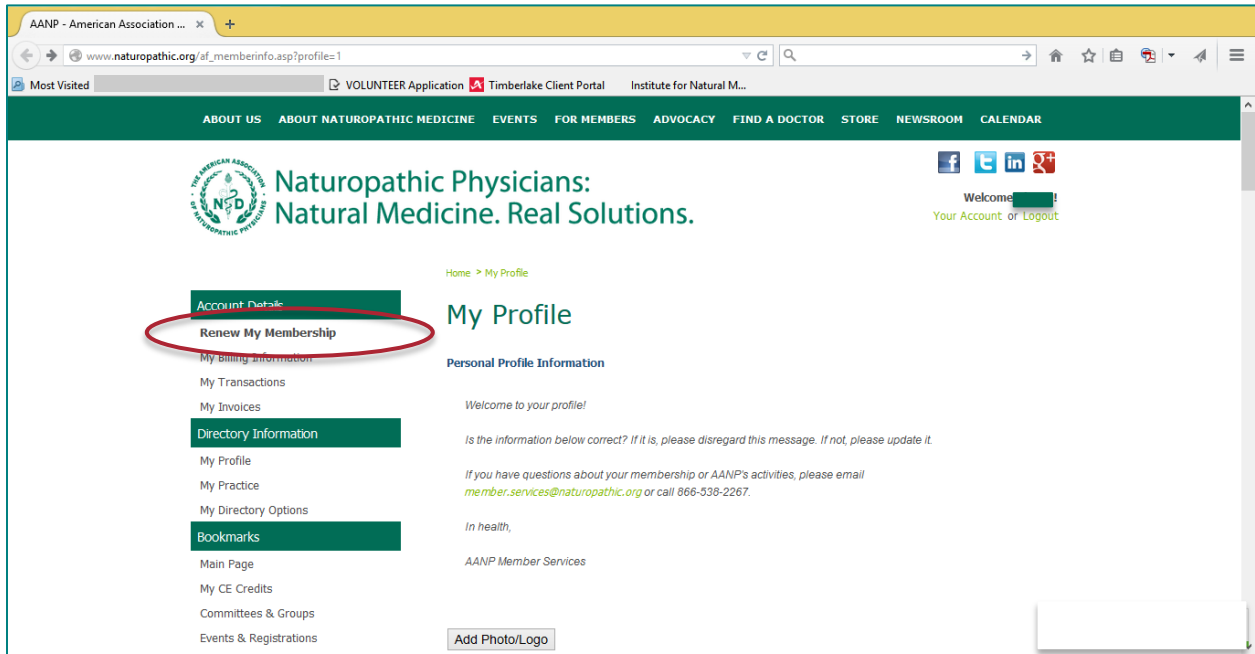 AANP - American Association ... × +
www.naturopathic.org/af_memberinfo.asp?profile=1
Most Visited VOLUNTEER Application Timberlake Client Portal Institute for Natural M...
ABOUT US ABOUT NATUROPATHIC MEDICINE EVENTS FOR MEMBERS ADVOCACY FIND A DOCTOR STORE NEWSROOM CALENDAR
THE AMERICAN ASSOCIATION OF NATUROPATHIC PHYSICIANS
ND
Naturopathic Physicians:
Natural Medicine. Real Solutions.
Welcome !
Your Account or Logout
Home > My Profile
Account Details
Renew My Membership
My Billing Information
My Transactions
My Invoices
Directory Information
My Profile
My Practice
My Directory Options
Bookmarks
Main Page
My CE Credits
Committees & Groups
Events & Registrations
My Profile
Personal Profile Information
Welcome to your profile!
Is the information below correct? If it is, please disregard this message. If not, please update it.
If you have questions about your membership or AANP's activities, please email
member.services@naturopathic.org or call 866-538-2267.
In health,
AANP Member Services
Add Photo/Logo